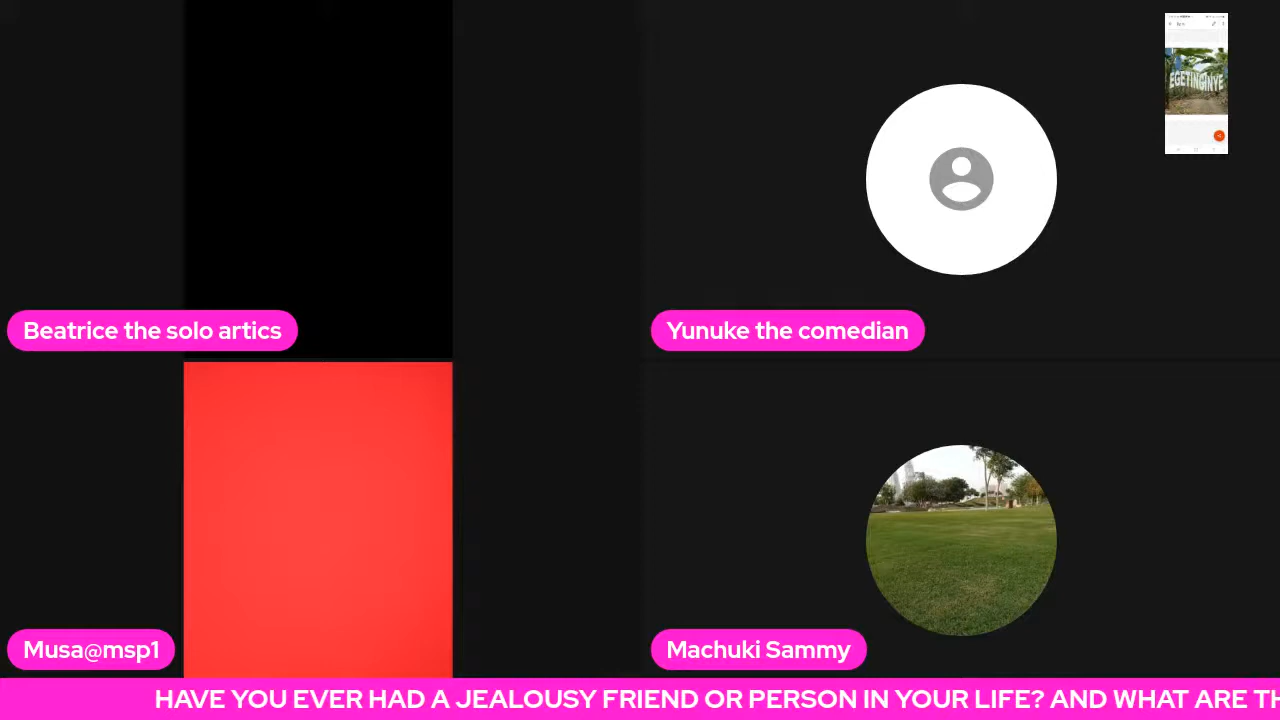 EGETINGINYE
Beatrice the solo artics
Yunuke the comedian
Musa@msp1
Machuki Sammy
HAVE YOU EVER HAD A JEALOUSY FRIEND OR PERSON IN YOUR LIFE? AND WHAT ARE